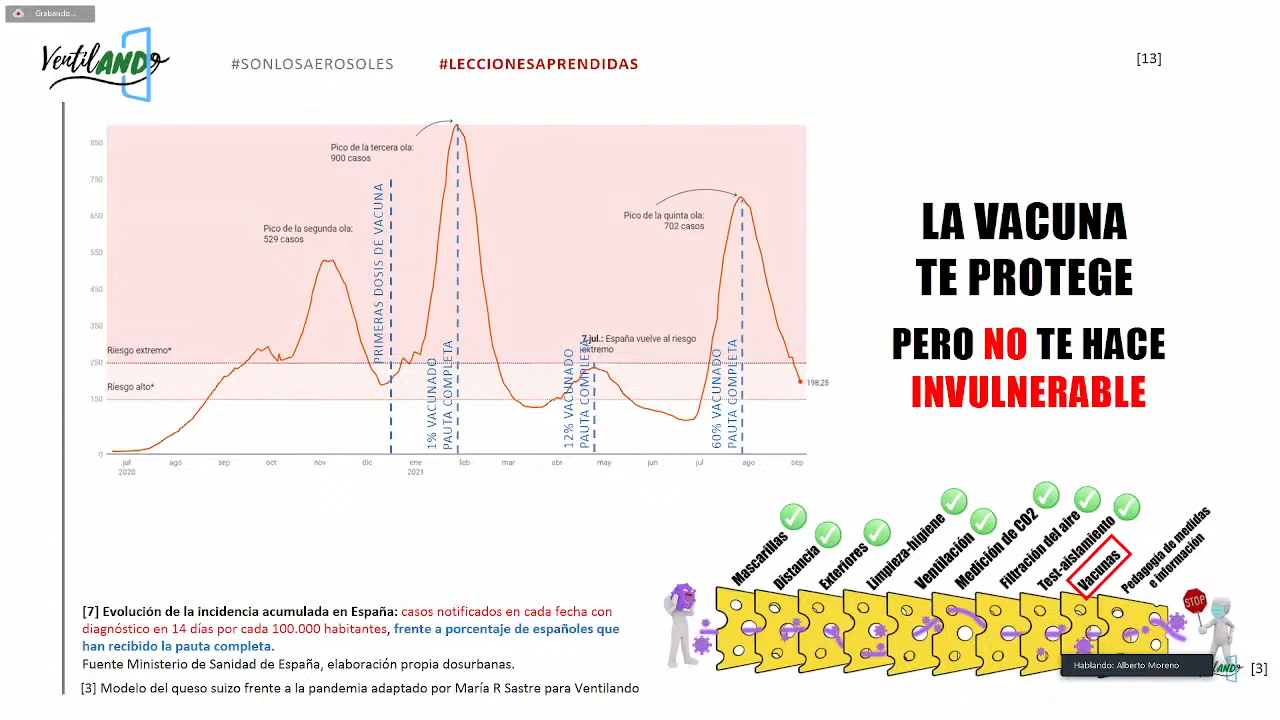 Grabando...
VentilANDo
#SONLOSAEROSOLES
#LECCIONESAPRENDIDAS
[13]
850
750
650
550
450
350
250
150
0
Pico de la tercera ola:
900 casos
Pico de la segunda ola:
529 casos
Pico de la quinta ola:
702 casos
7 jul.: España vuelve al riesgo
extremo
Riesgo extremo*
Riesgo alto*
198,25
PRIMERAS DOSIS DE VACUNA
1% VACUNADO
PAUTA COMPLETA
12% VACUNADO
PAUTA COMPLETA
60% VACUNADO
PAUTA COMPLETA
jul
2020
ago
sep
oct
nov
dic
ene
2021
feb
mar
abr
may
jun
jul
ago
sep
LA VACUNA
TE PROTEGE
PERO NO TE HACE
INVULNERABLE
Mascarillas
Distancia
Exteriores
Limpieza-higiene
Ventilación
Medición de CO2
Filtración del aire
Test-aislamiento
Vacunas
Pedagogía de medidas
e información
STOP
Hablando: Alberto Moreno
[3]
[7] Evolución de la incidencia acumulada en España: casos notificados en cada fecha con
diagnóstico en 14 días por cada 100.000 habitantes, frente a porcentaje de españoles que
han recibido la pauta completa.
Fuente Ministerio de Sanidad de España, elaboración propia dosurbanas.
[3] Modelo del queso suizo frente a la pandemia adaptado por María R Sastre para Ventilando